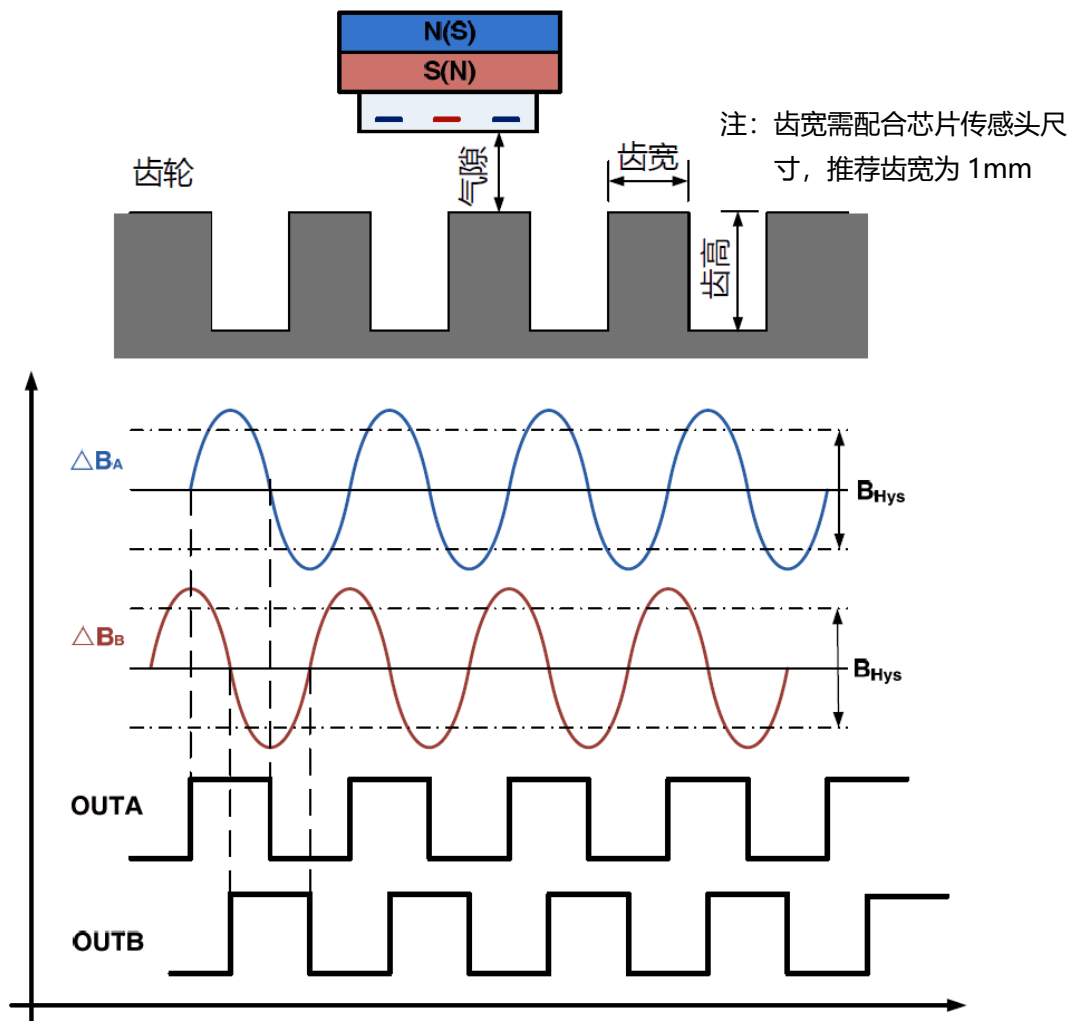 N(S)
S(N)
注：齿宽需配合芯片传感头尺
寸，推荐齿宽为 1mm
齿轮
气隙
齿宽
齿高
△BA
BHys
△BB
BHys
OUTA
OUTB